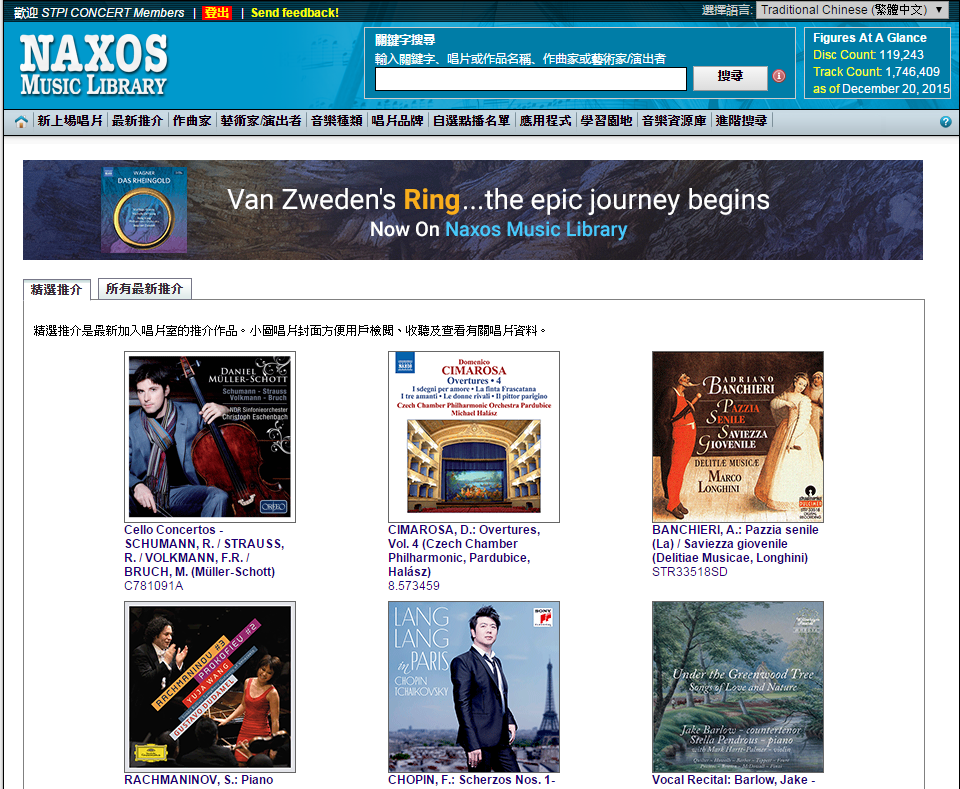 歡迎 STPI CONCERT Members | 登出 | Send feedback!
選擇語言: Traditional Chinese (繁體中文)
NAXOS
MUSIC LIBRARY
關鍵字搜尋
輸入關鍵字、唱片或作品名稱、作曲家或藝術家/演出者
搜尋
Figures At A Glance
Disc Count: 119,243
Track Count: 1,746,409
as of December 20, 2015
新上場唱片 | 最新推介 | 作曲家 | 藝術家/演出者 | 音樂種類 | 唱片品牌 | 自選點播名單 | 應用程式 | 學習園地 | 音樂資源庫 | 進階搜尋
WAGNER
DAS RHEINGOLD
Van Zweden's Ring...the epic journey begins
Now On Naxos Music Library
精選推介
所有最新推介
精選推介是最新加入唱片室的推介作品。小圖唱片封面方便用戶檢閱、收聽及查看有關唱片資料。
DANIEL
MÜLLER-SCHOTT
Schumann - Strauss
Volkmann - Bruch
NDR Sinfonieorchester
Christoph Eschenbach
ORFEO
Cello Concertos -
SCHUMANN, R. / STRAUSS,
R. / VOLKMANN, F.R. /
BRUCH, M. (Müller-Schott)
C781091A
Domenico
CIMAROSA
Overtures • 4
I sdegni per amore • La finta Frascatana
I tre amanti • Le donne rivali • Il pittor parigino
Czech Chamber Philharmonic Orchestra Pardubice
Michael Halász
CIMAROSA, D.: Overtures,
Vol. 4 (Czech Chamber
Philharmonic, Pardubice,
Halász)
8.573459
ADRIANO
BANCHIERI
PAZZIA
SENILE
SAVIEZZA
GIOVENILE
DELITIÆ MUSICÆ
MARCO
LONGHINI
BANCHIERI, A.: Pazzia senile
(La) / Saviezza giovenile
(Delitiae Musicae, Longhini)
STR33518SD
RACHMANINOV #3
PROKOFIEV #2
YUJA WANG
GUSTAVO DUDAMEL
RACHMANINOV, S.: Piano
LANG
LANG
in PARIS
CHOPIN
TCHAIKOVSKY
SONY
CHOPIN, F.: Scherzos Nos. 1-
Under the Greenwood Tree
Songs of Love and Nature
Jake Barlow – countertenor
Stella Pendrous – piano
with Mark Hartt-Palmer – violin
Vocal Recital: Barlow, Jake -